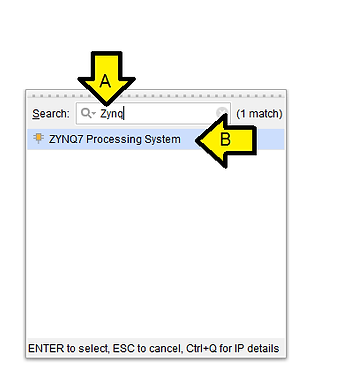 A
Search: Zynq (1 match)
ZYNQ7 Processing System B
ENTER to select, ESC to cancel, Ctrl+Q for IP details